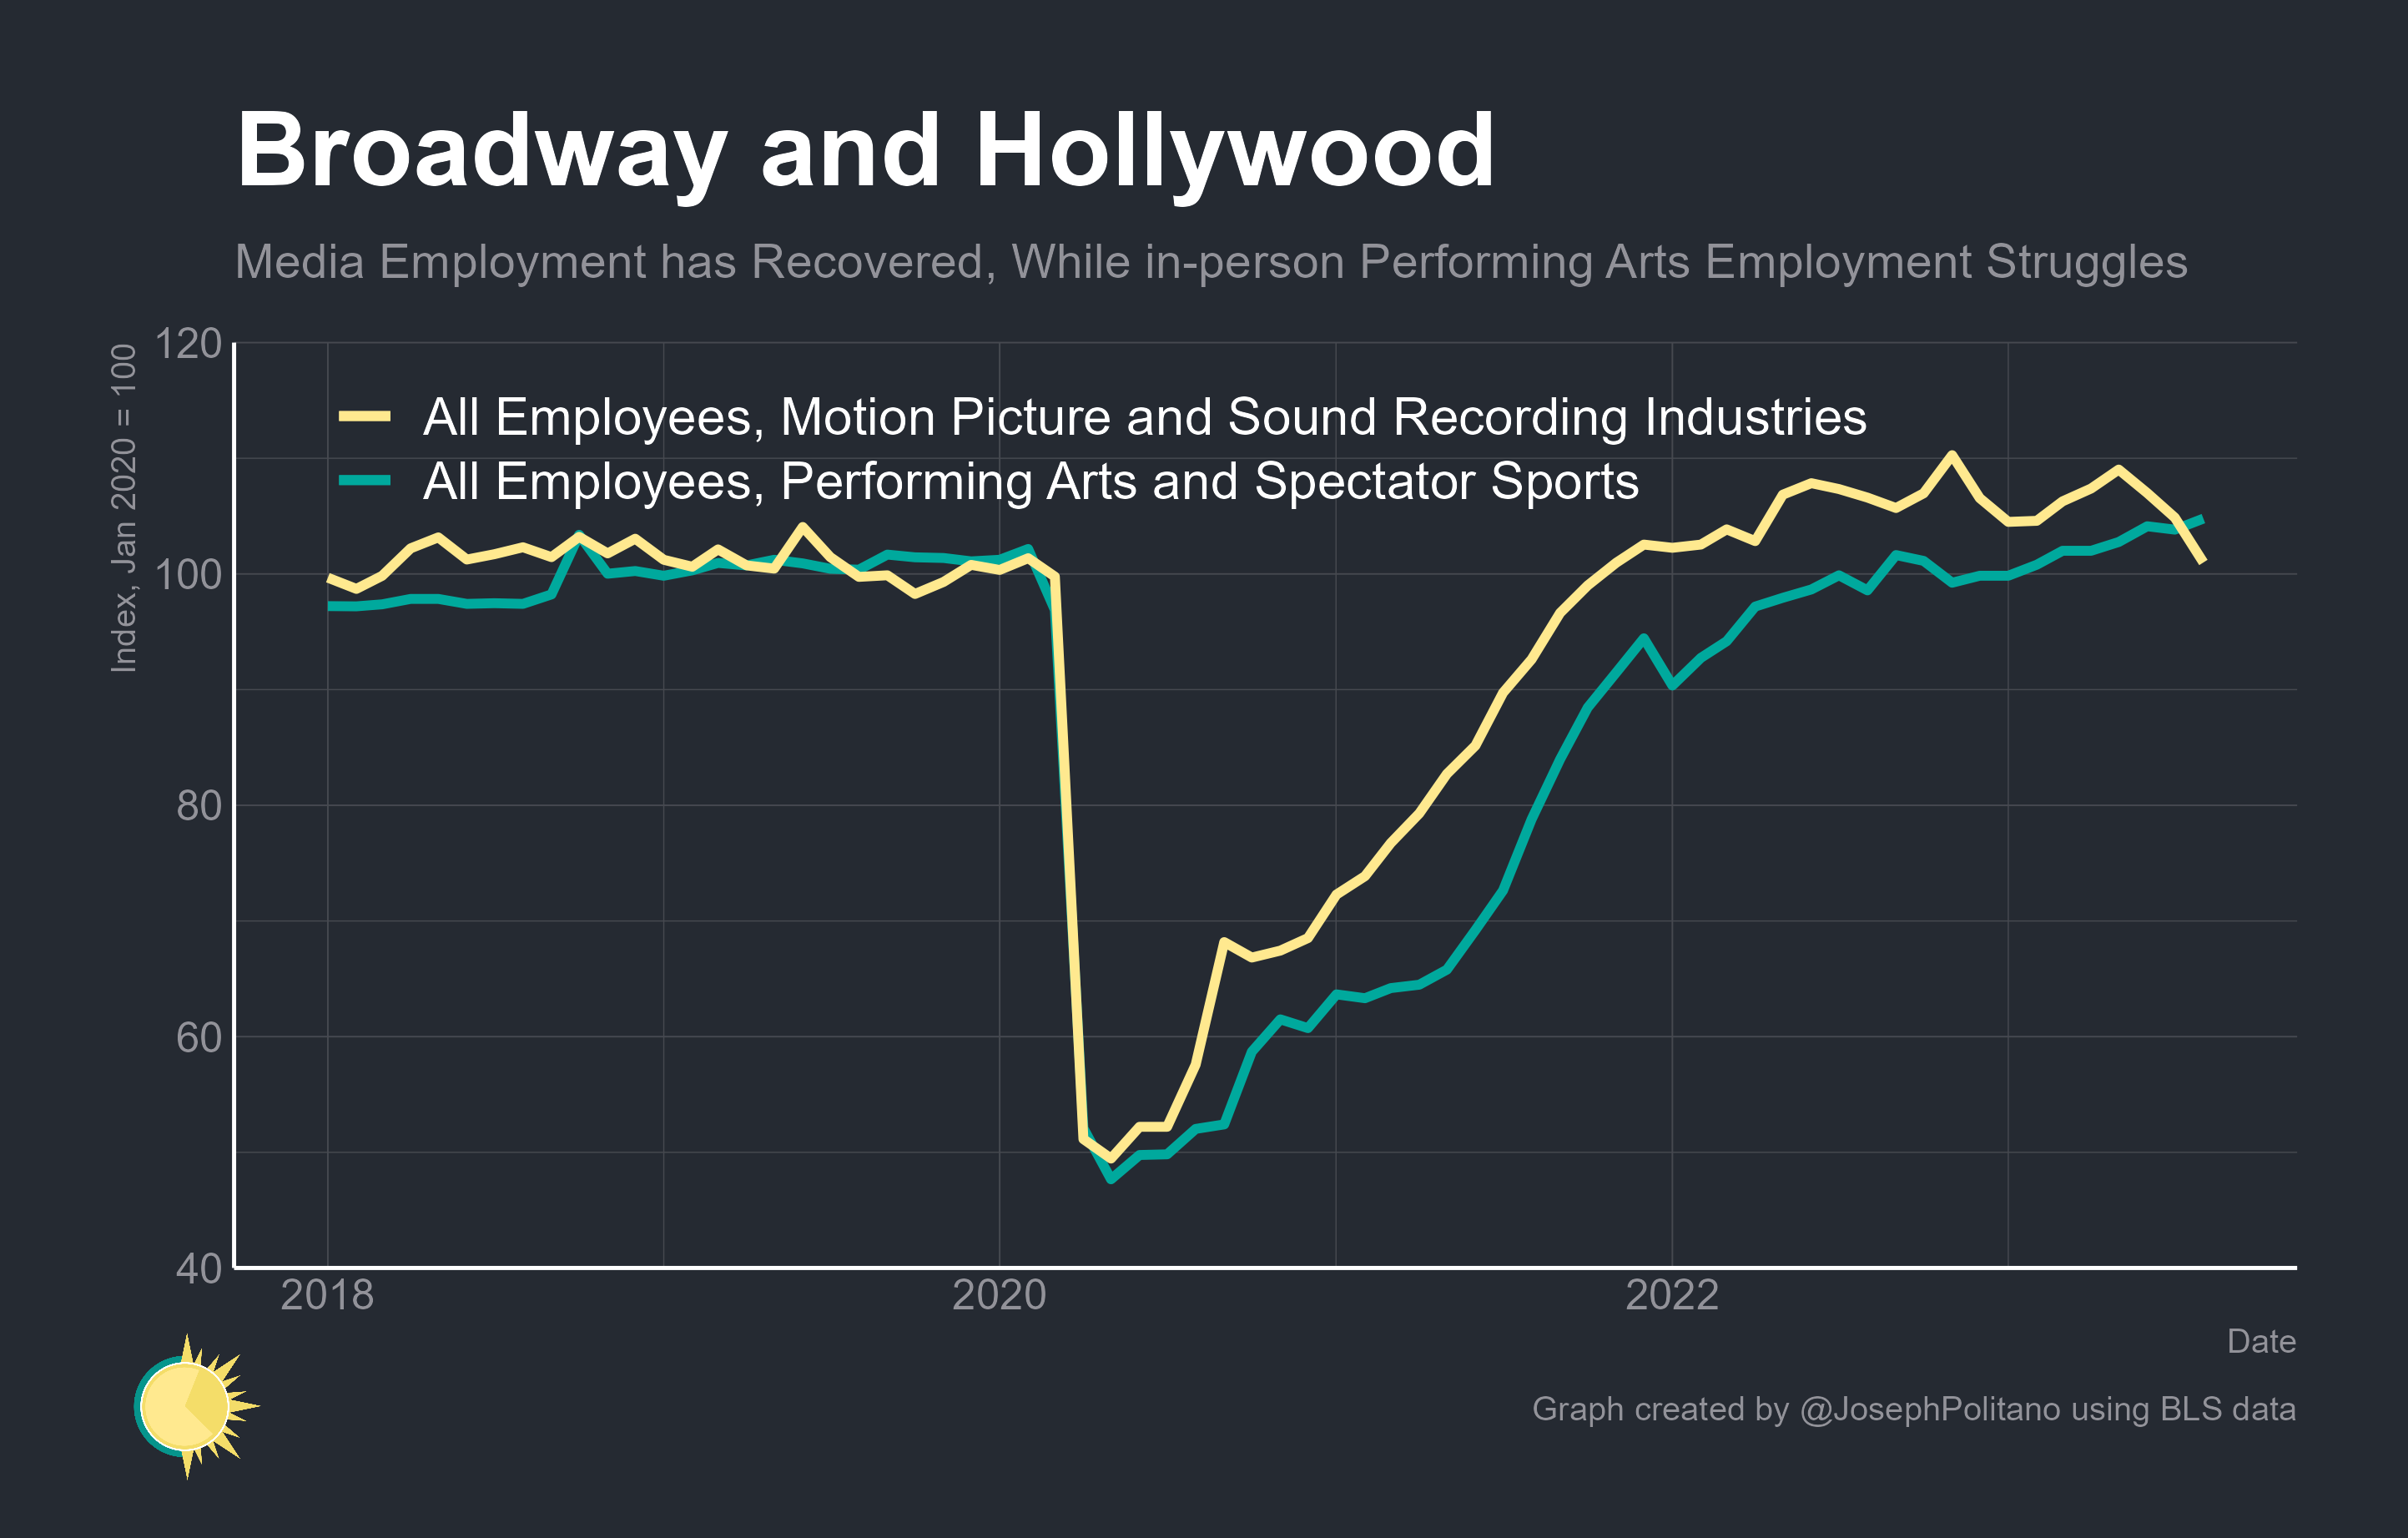 Broadway and Hollywood
Media Employment has Recovered, While in-person Performing Arts Employment Struggles
Index, Jan 2020 = 100
120
100
80
60
40
All Employees, Motion Picture and Sound Recording Industries
All Employees, Performing Arts and Spectator Sports
2018
2020
2022
Date
Graph created by @JosephPolitano using BLS data